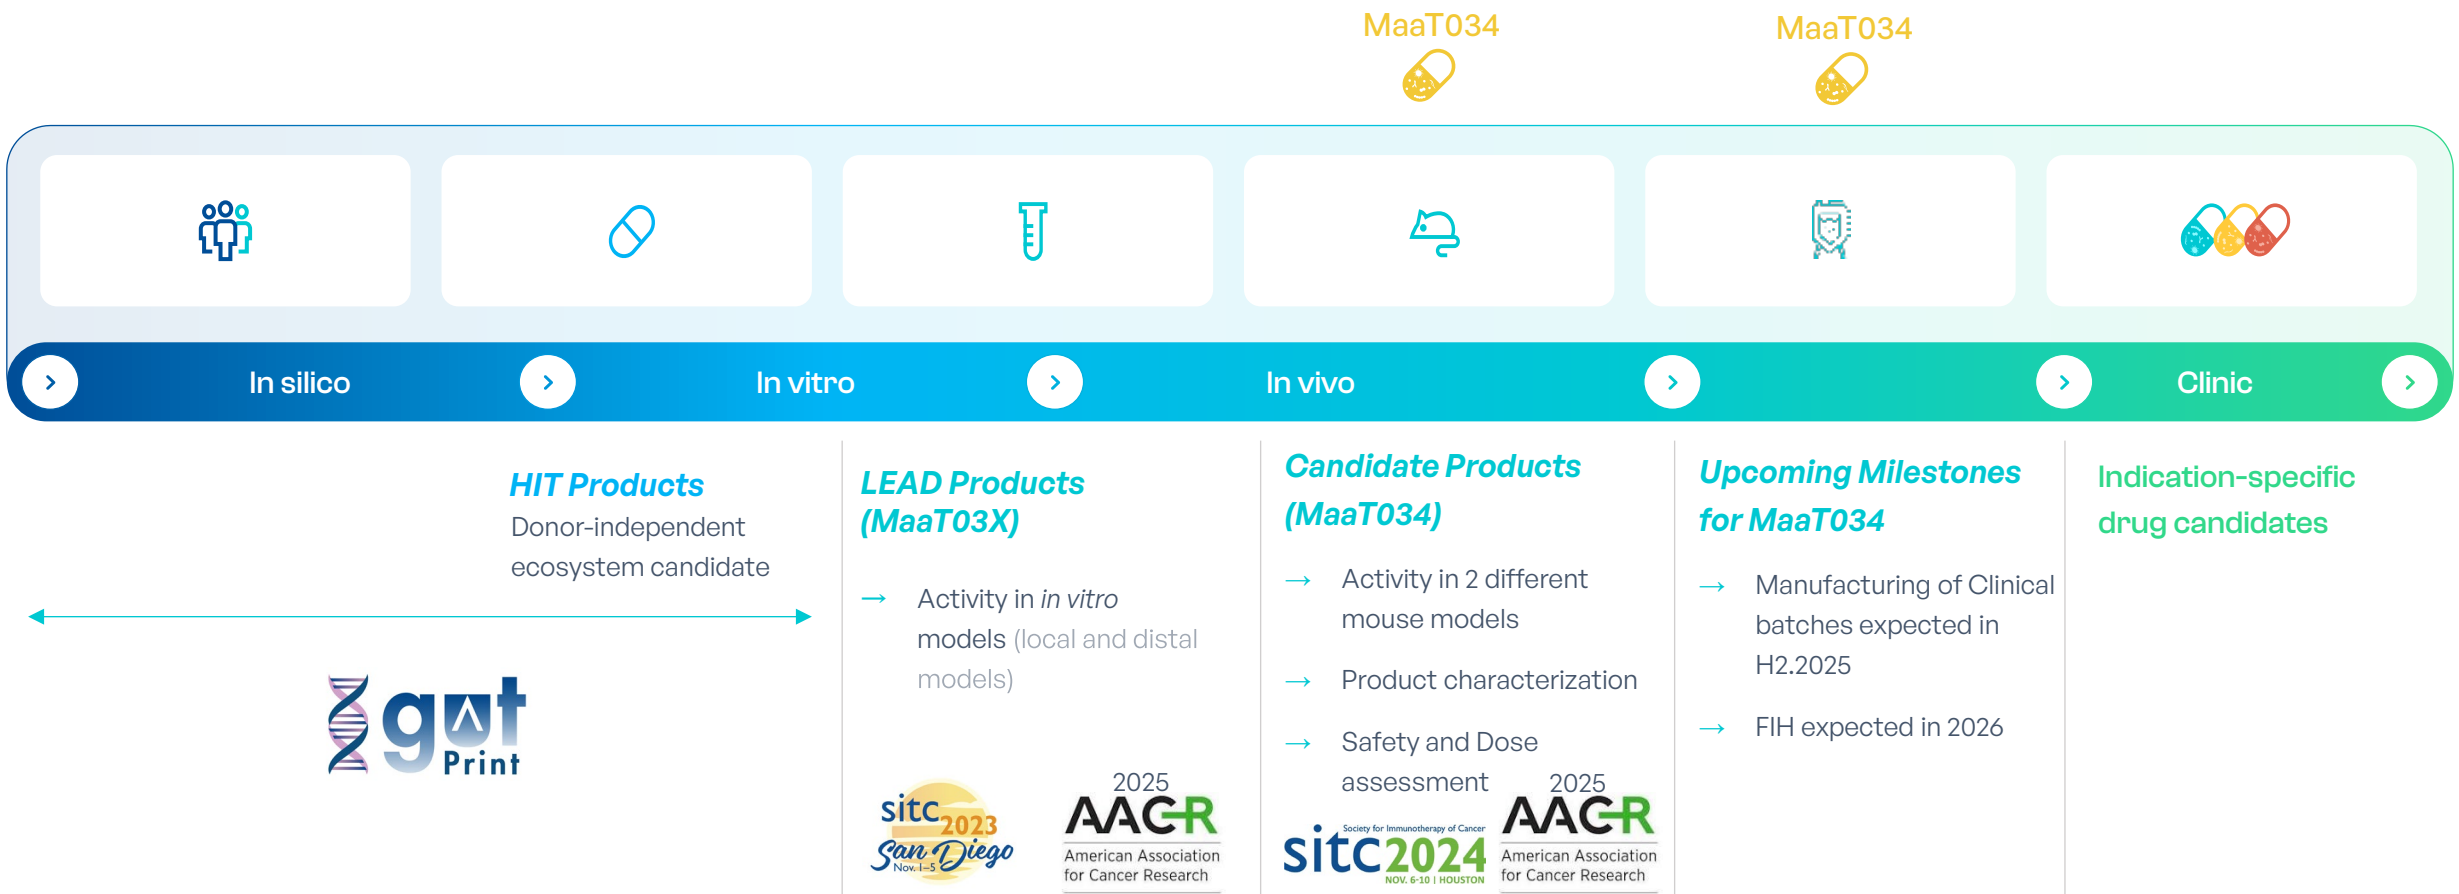 MaaT034
MaaT034
In silico
In vitro
In vivo
Clinic
HIT Products
Donor-independent
ecosystem candidate
gut
Print
LEAD Products
(MaaT03X)
→ Activity in in vitro
models (local and distal
models)
sitc
2023
San Diego
Nov. 1–5
2025
AACR
American Association
for Cancer Research
Candidate Products
(MaaT034)
→ Activity in 2 different
mouse models
→ Product characterization
→ Safety and Dose
assessment
Society for Immunotherapy of Cancer
sitc2024
NOV. 6-10 | HOUSTON
2025
AACR
American Association
for Cancer Research
Upcoming Milestones
for MaaT034
→ Manufacturing of Clinical
batches expected in
H2.2025
→ FIH expected in 2026
Indication-specific
drug candidates